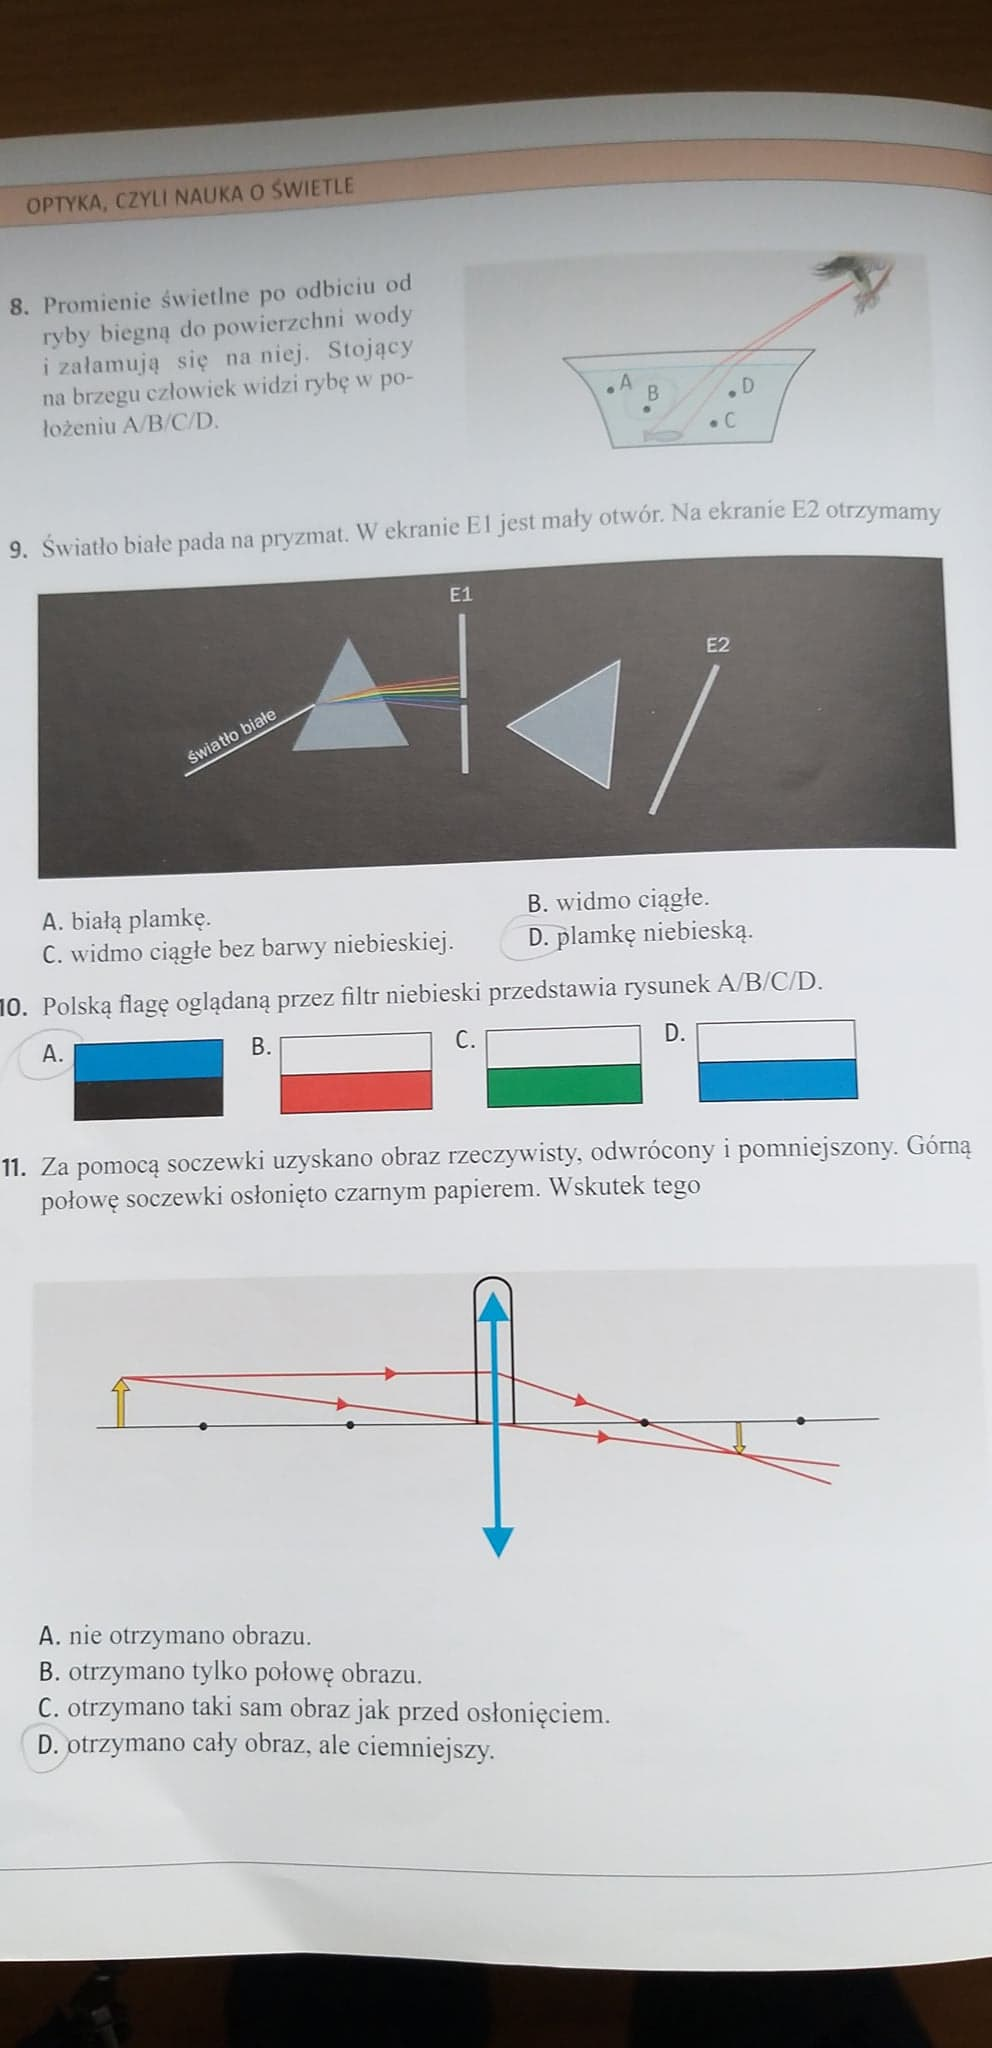 OPTYKA, CZYLI NAUKA O ŚWIETLE
8. Promienie świetlne po odbiciu od
ryby biegną do powierzchni wody
i załamują się na niej. Stojący
na brzegu człowiek widzi rybę w po-
łożeniu A/B/C/D.
A
B
D
C
9. Światło białe pada na pryzmat. W ekranie E1 jest mały otwór. Na ekranie E2 otrzymamy
E1
E2
światło białe
A. białą plamkę.
B. widmo ciągłe.
C. widmo ciągłe bez barwy niebieskiej.
D. plamkę niebieską.
10. Polską flagę oglądaną przez filtr niebieski przedstawia rysunek A/B/C/D.
A.
B.
C.
D.
11. Za pomocą soczewki uzyskano obraz rzeczywisty, odwrócony i pomniejszony. Górną
połowę soczewki osłonięto czarnym papierem. Wskutek tego
A. nie otrzymano obrazu.
B. otrzymano tylko połowę obrazu.
C. otrzymano taki sam obraz jak przed osłonięciem.
D. otrzymano cały obraz, ale ciemniejszy.